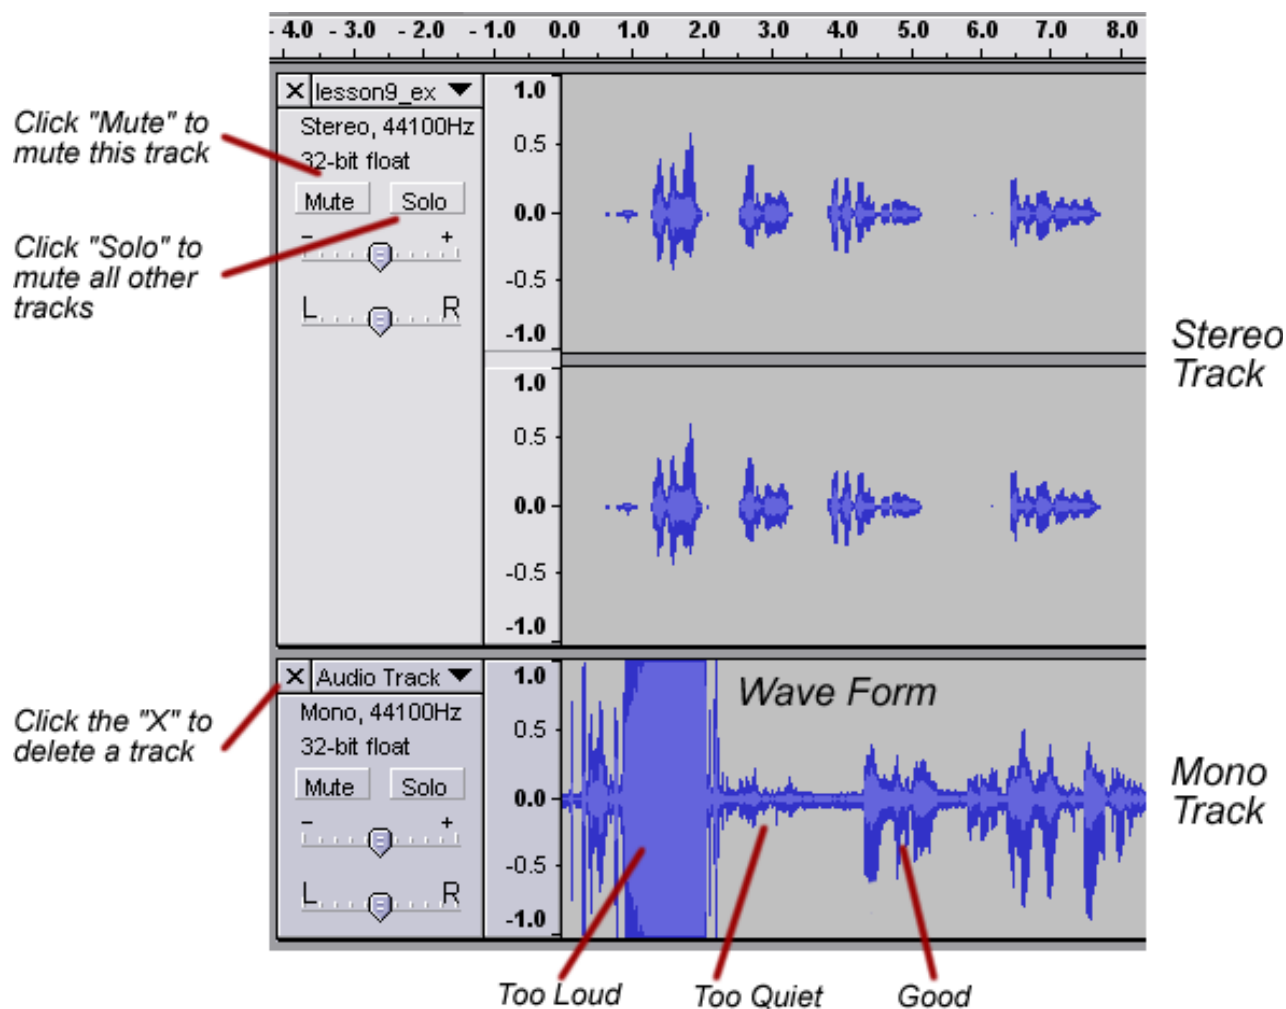 - 4.0 - 3.0 - 2.0 - 1.0 0.0 1.0 2.0 3.0 4.0 5.0 6.0 7.0 8.0
Click "Mute" to
mute this track
Click "Solo" to
mute all other
tracks
X lesson9_ex
Stereo, 44100Hz
32-bit float
Mute Solo
- +
L R
1.0
0.5
0.0
-0.5
-1.0
1.0
0.5
0.0
-0.5
-1.0
Stereo
Track
Click the "X" to
delete a track
X Audio Track
Mono, 44100Hz
32-bit float
Mute Solo
- +
L R
1.0
0.5
0.0
-0.5
-1.0
Wave Form
Mono
Track
Too Loud
Too Quiet
Good